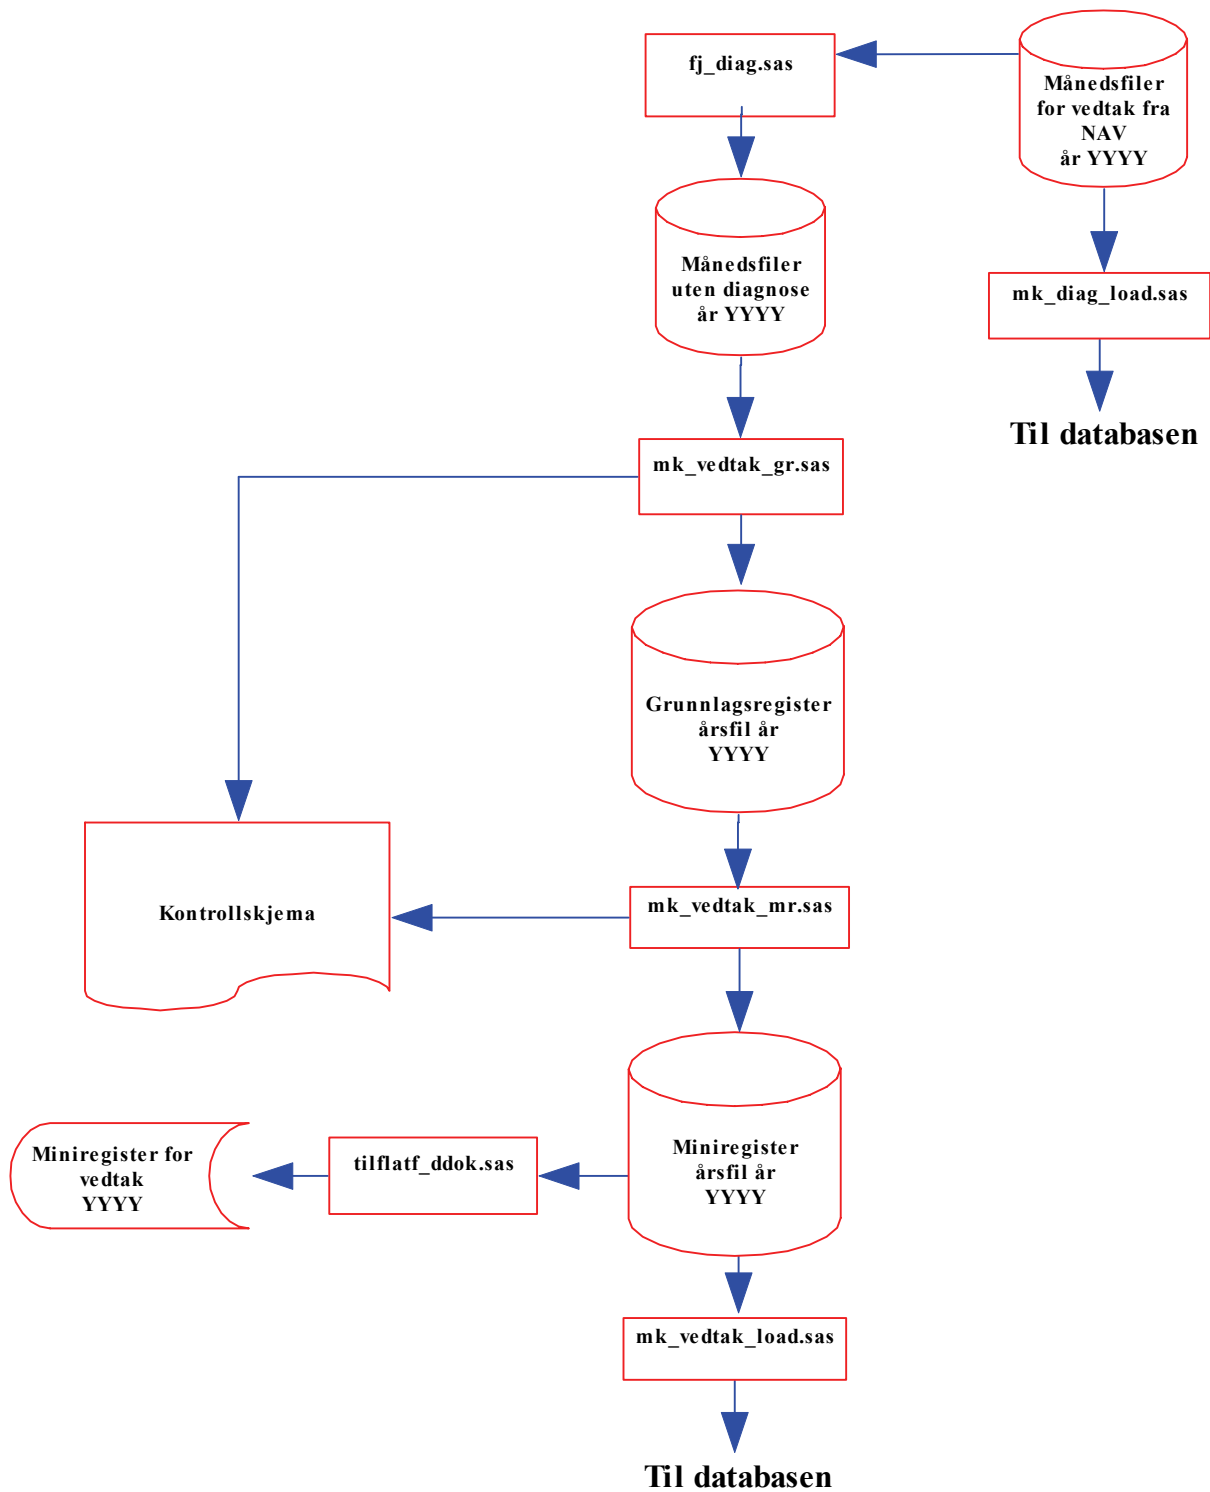 fj_diag.sas
Månedsfiler
for vedtak fra
NAV
år YYYY
Månedsfiler
uten diagnose
år YYYY
mk_diag_load.sas
Til databasen
mk_vedtak_gr.sas
Grunnlagsregister
årsfil år
YYYY
Kontrollskjema
mk_vedtak_mr.sas
Miniregister for
vedtak
YYYY
tilflatf_ddok.sas
Miniregister
årsfil år
YYYY
mk_vedtak_load.sas
Til databasen